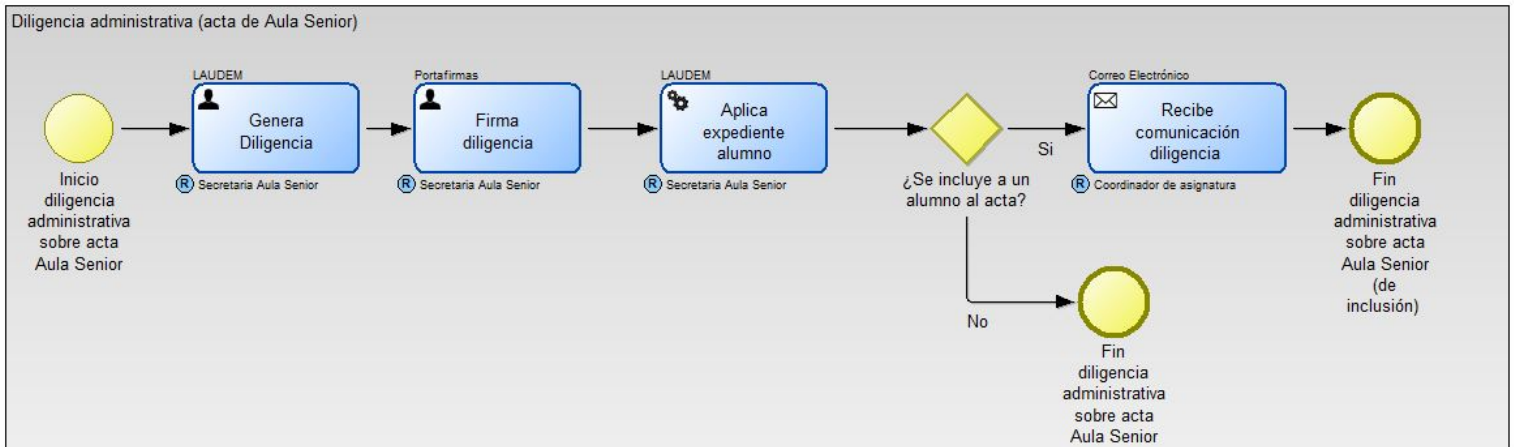 Diligencia administrativa (acta de Aula Senior)
Inicio
diligencia
administrativa
sobre acta
Aula Senior
LAUDEM
Genera
Diligencia
R Secretaria Aula Senior
Portafirmas
Firma
diligencia
R Secretaria Aula Senior
LAUDEM
Aplica
expediente
alumno
R Secretaria Aula Senior
¿Se incluye a un
alumno al acta?
Si
No
Correo Electrónico
Recibe
comunicación
diligencia
R Coordinador de asignatura
Fin
diligencia
administrativa
sobre acta
Aula Senior
(de
inclusión)
Fin
diligencia
administrativa
sobre acta
Aula Senior